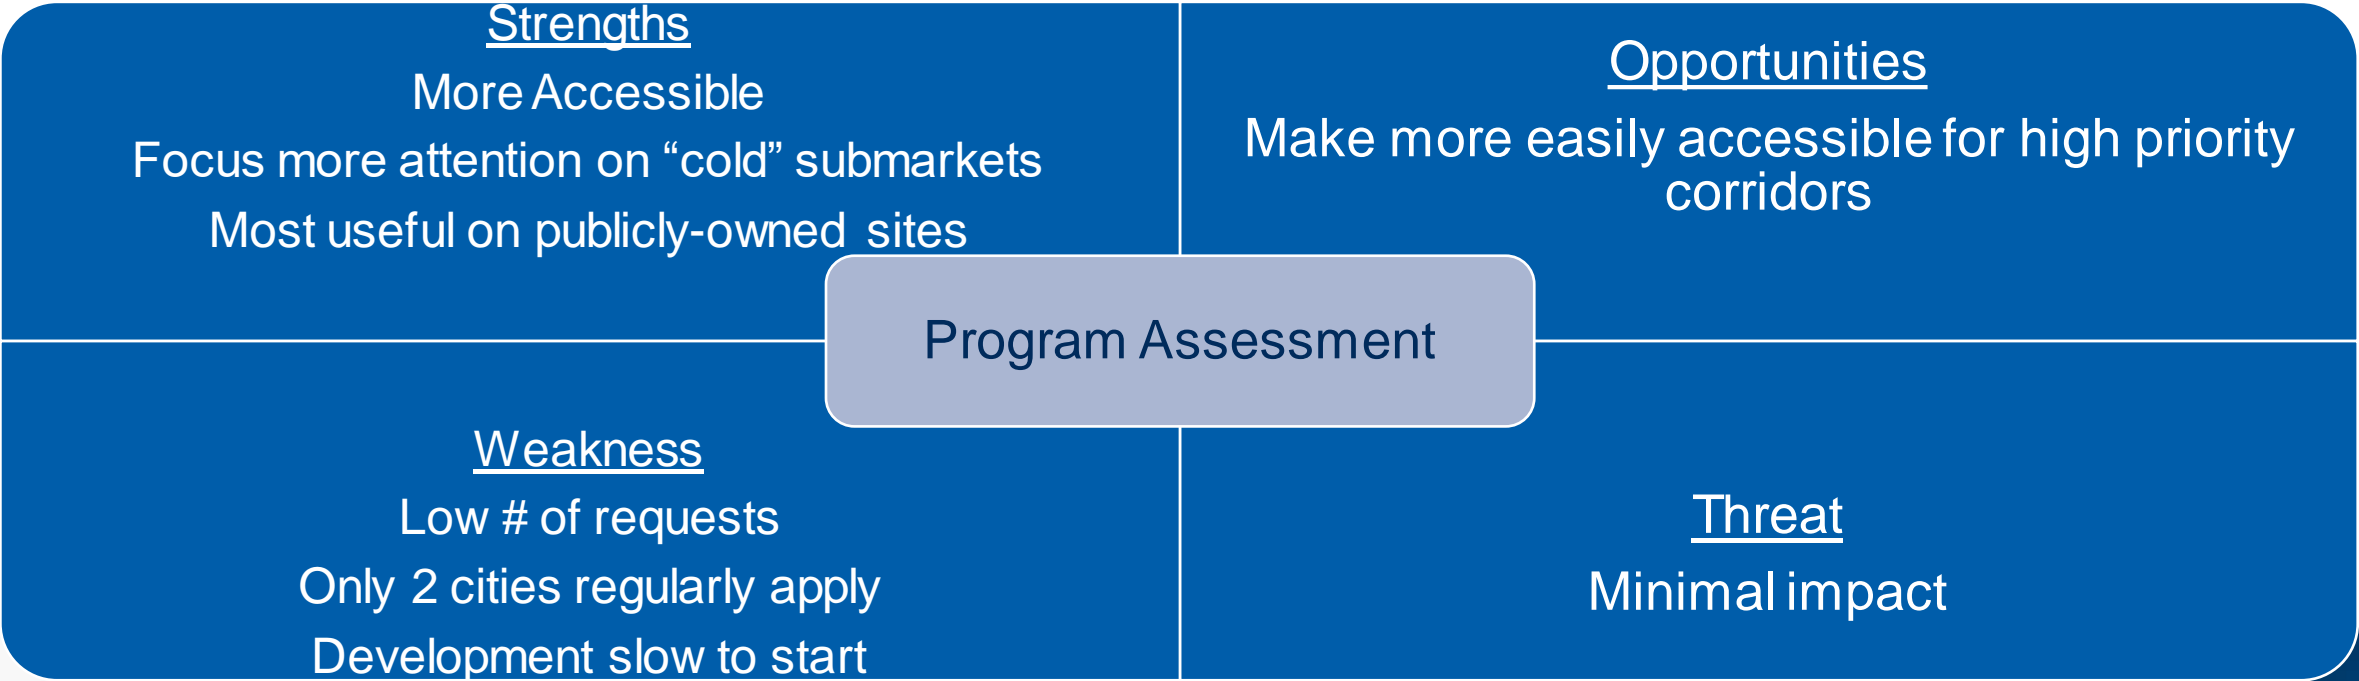 Strengths
More Accessible
Focus more attention on “cold” submarkets
Most useful on publicly-owned sites
Opportunities
Make more easily accessible for high priority
corridors
Program Assessment
Weakness
Low # of requests
Only 2 cities regularly apply
Development slow to start
Threat
Minimal impact